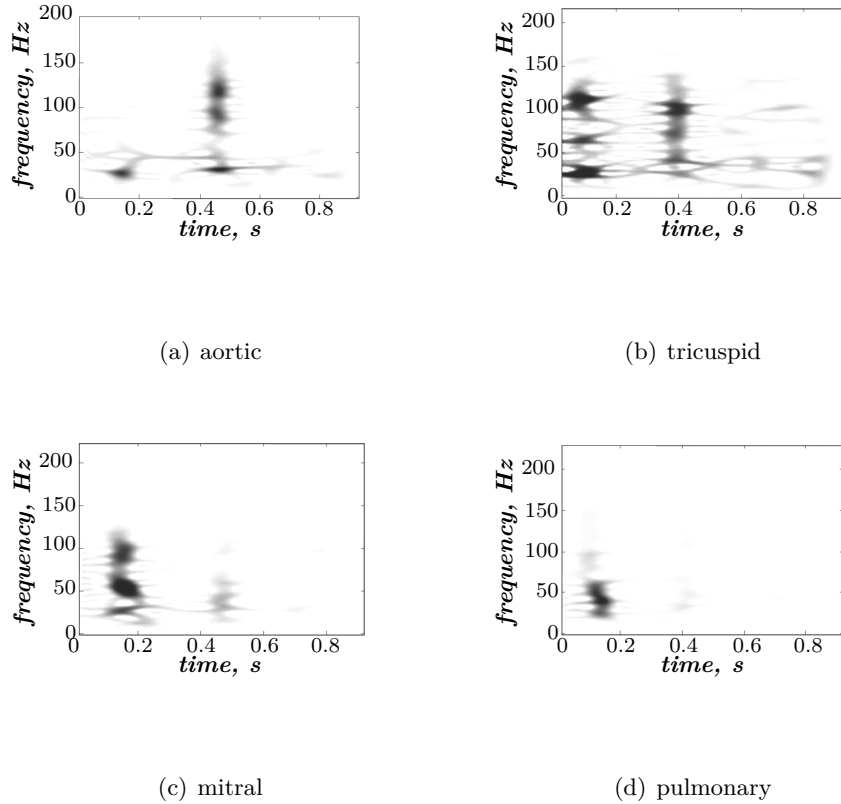 200
150
100
50
0
frequency, Hz
0 0.2 0.4 0.6 0.8
time, s
(a) aortic
200
150
100
50
0
frequency, Hz
0 0.2 0.4 0.6 0.8
time, s
(b) tricuspid
200
150
100
50
0
frequency, Hz
0 0.2 0.4 0.6 0.8
time, s
(c) mitral
200
150
100
50
0
frequency, Hz
0 0.2 0.4 0.6 0.8
time, s
(d) pulmonary